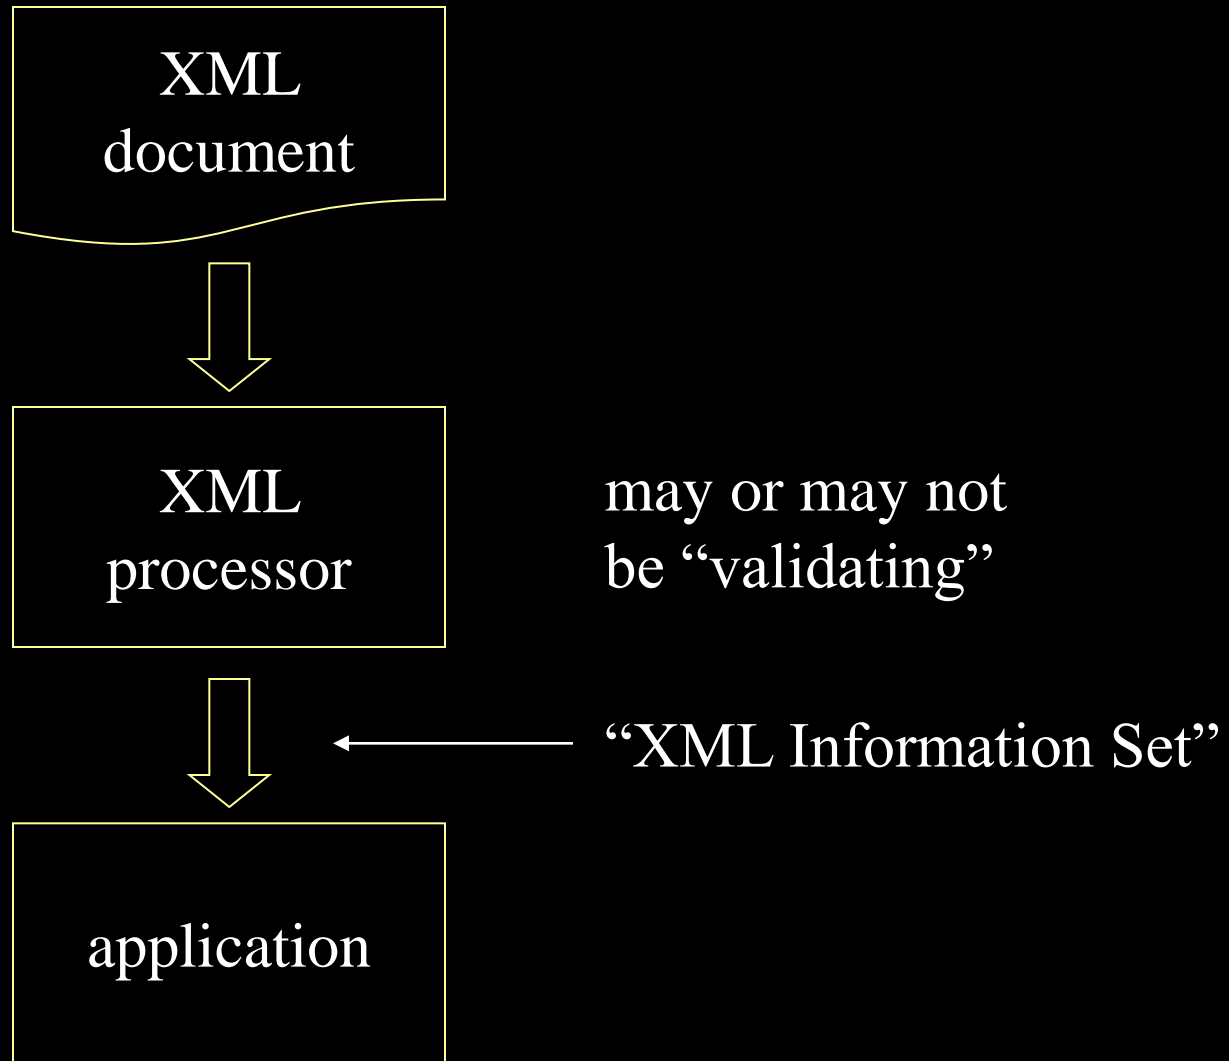 XML
document
XML
processor
may or may not
be “validating”
“XML Information Set”
application